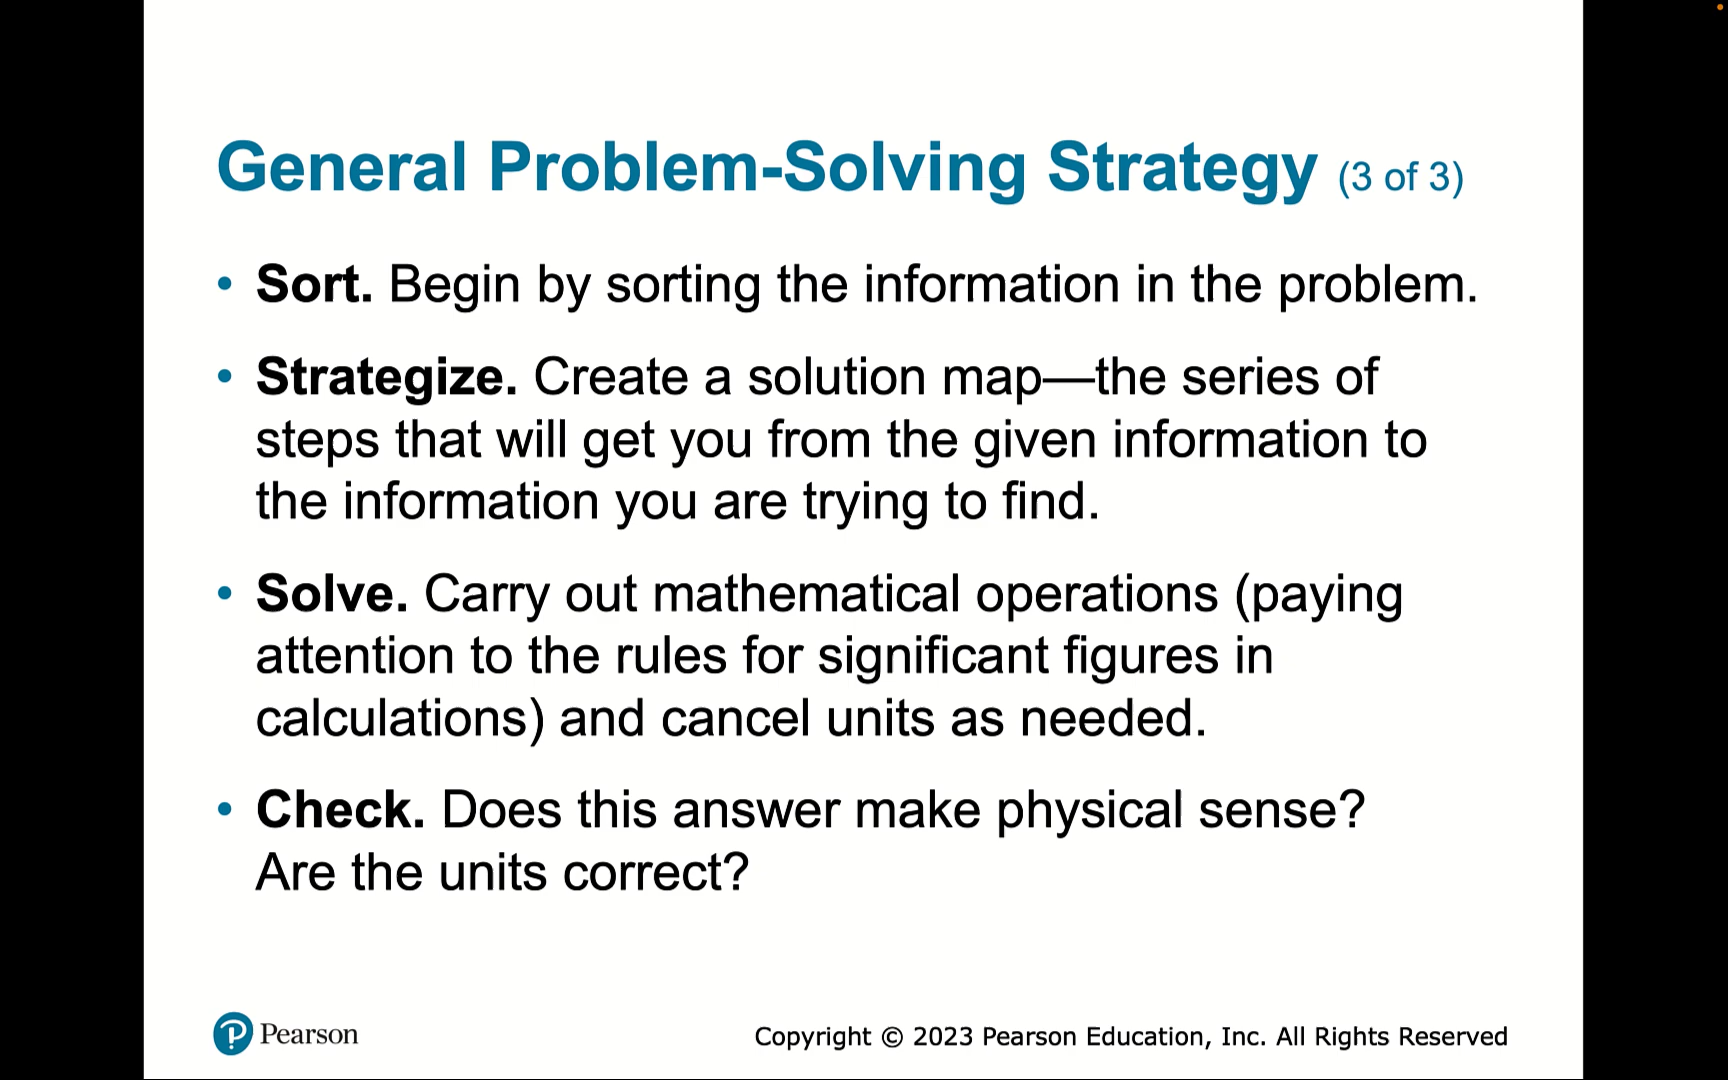 General Problem-Solving Strategy (3 of 3)
• Sort. Begin by sorting the information in the problem.
• Strategize. Create a solution map—the series of
steps that will get you from the given information to
the information you are trying to find.
• Solve. Carry out mathematical operations (paying
attention to the rules for significant figures in
calculations) and cancel units as needed.
• Check. Does this answer make physical sense?
Are the units correct?
Pearson
Copyright © 2023 Pearson Education, Inc. All Rights Reserved